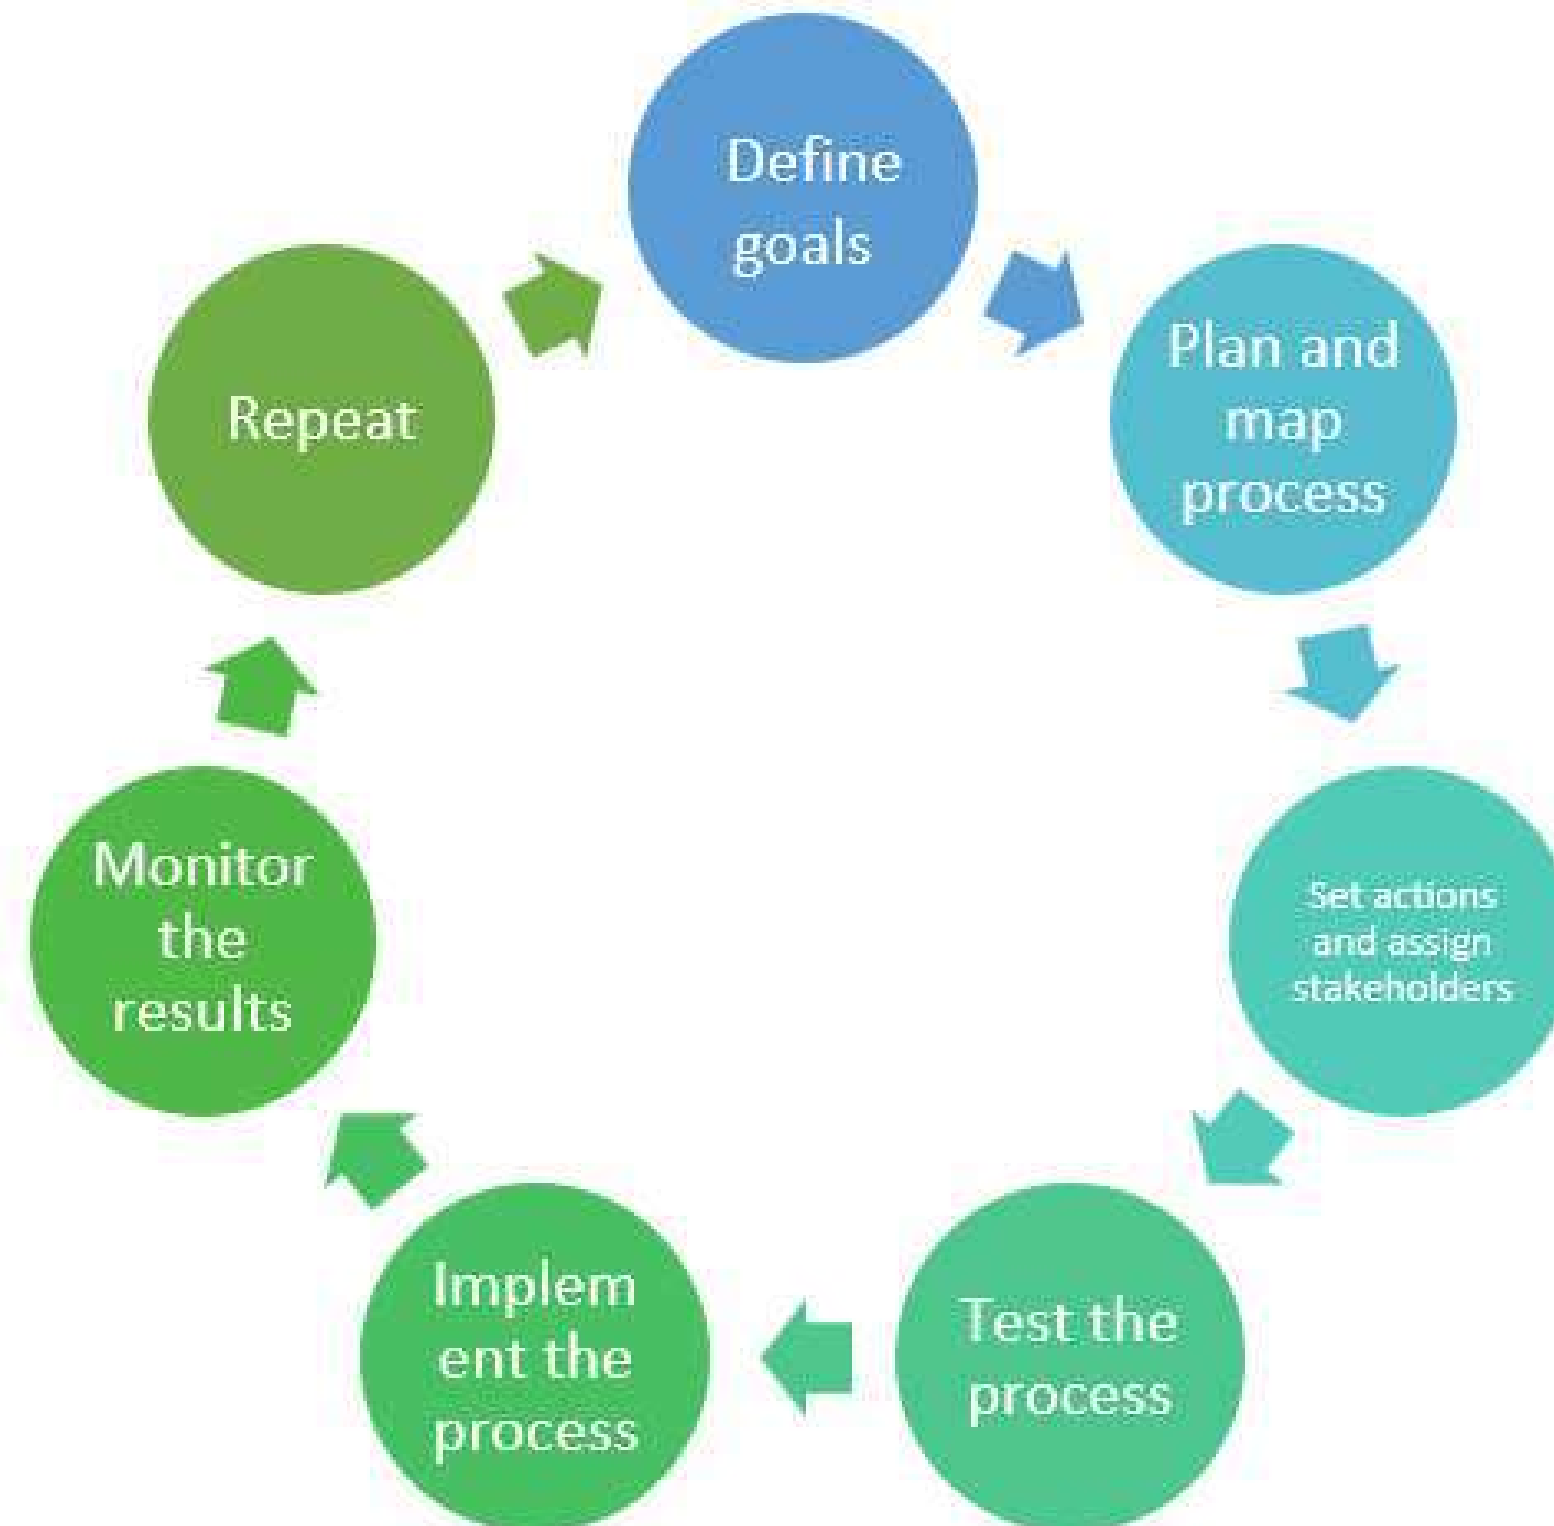 Define
goals
Plan and
map
process
Set actions
and assign
stakeholders
Test the
process
Implem
ent the
process
Monitor
the
results
Repeat